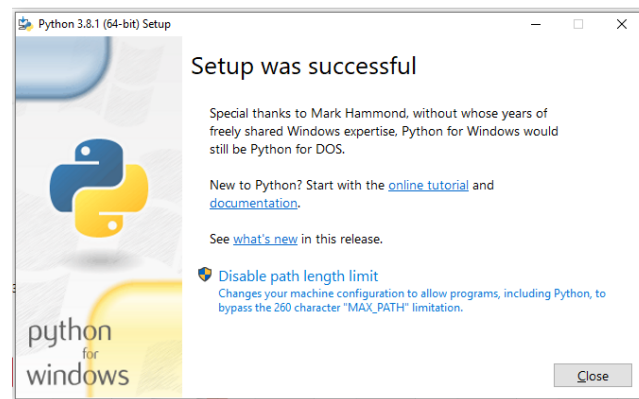 Python 3.8.1 (64-bit) Setup
Setup was successful
Special thanks to Mark Hammond, without whose years of
freely shared Windows expertise, Python for Windows would
still be Python for DOS.
New to Python? Start with the online tutorial and
documentation.
See what's new in this release.
Disable path length limit
Changes your machine configuration to allow programs, including Python, to
bypass the 260 character "MAX_PATH" limitation.
python
for
windows
Close